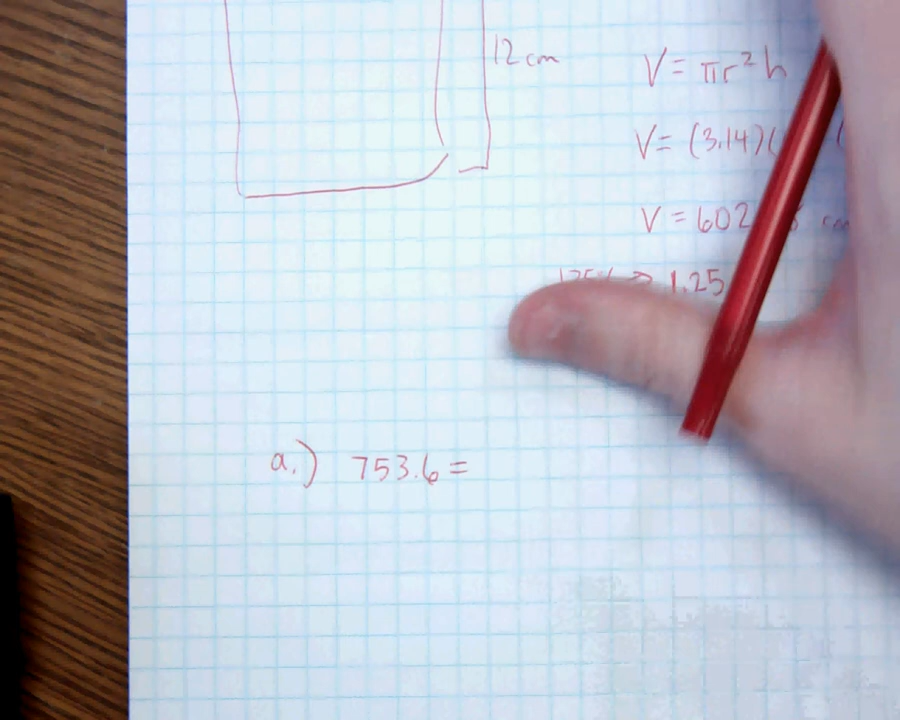 12 cm
V = πr²h
V = (3.14)(
V = 602
1.25
a.) 753.6 =